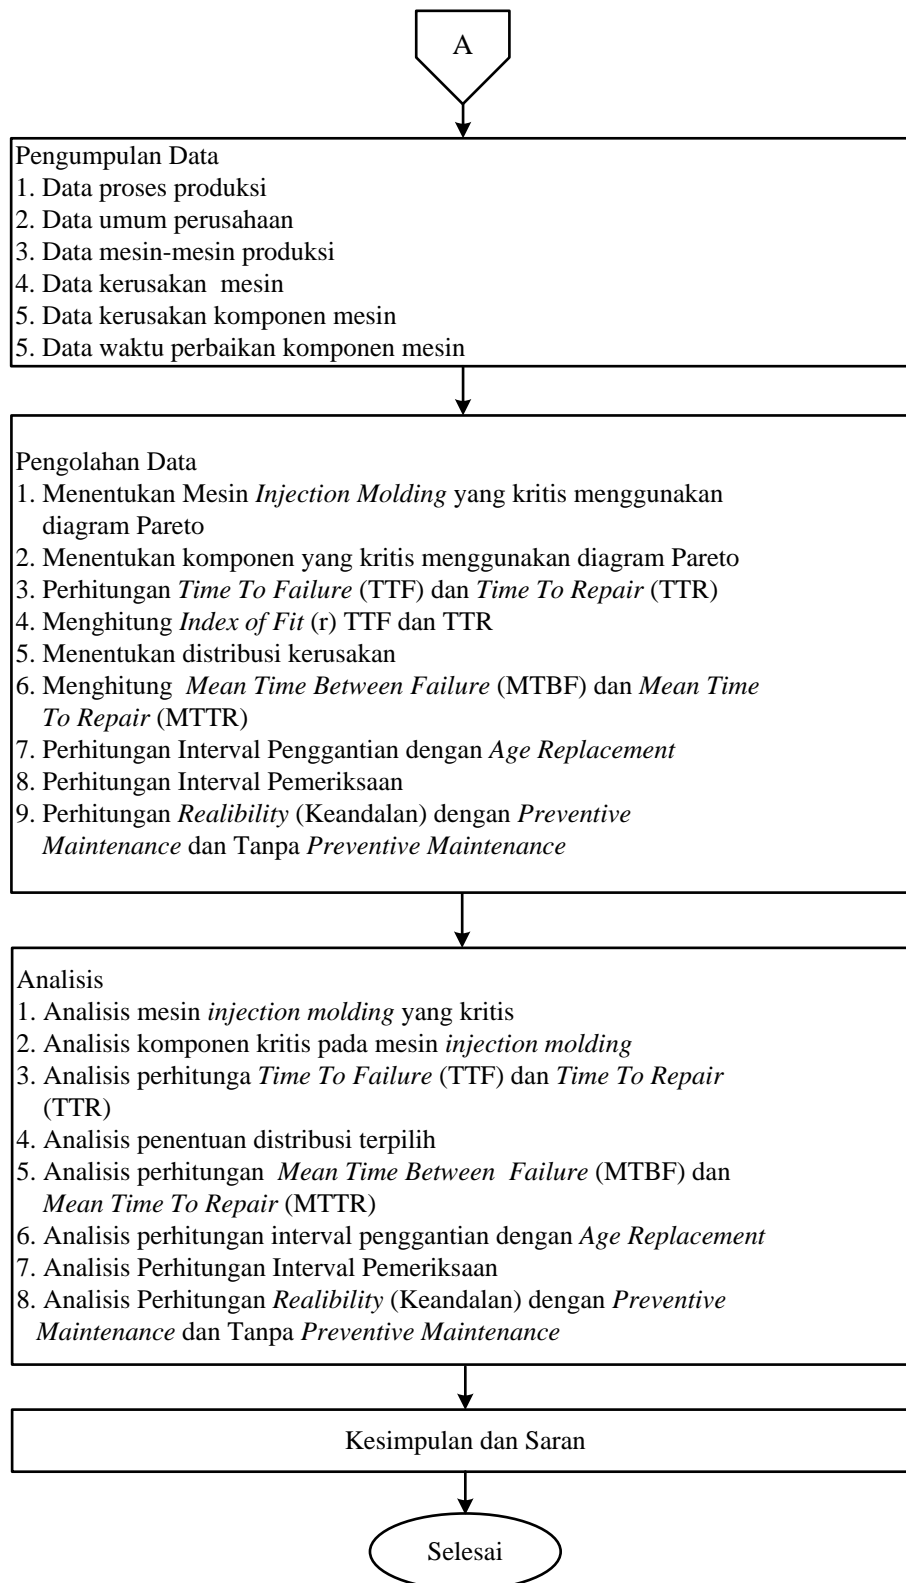 A
Pengumpulan Data
1. Data proses produksi
2. Data umum perusahaan
3. Data mesin-mesin produksi
4. Data kerusakan mesin
5. Data kerusakan komponen mesin
5. Data waktu perbaikan komponen mesin
Pengolahan Data
1. Menentukan Mesin Injection Molding yang kritis menggunakan
diagram Pareto
2. Menentukan komponen yang kritis menggunakan diagram Pareto
3. Perhitungan Time To Failure (TTF) dan Time To Repair (TTR)
4. Menghitung Index of Fit (r) TTF dan TTR
5. Menentukan distribusi kerusakan
6. Menghitung Mean Time Between Failure (MTBF) dan Mean Time
To Repair (MTTR)
7. Perhitungan Interval Penggantian dengan Age Replacement
8. Perhitungan Interval Pemeriksaan
9. Perhitungan Realibility (Keandalan) dengan Preventive
Maintenance dan Tanpa Preventive Maintenance
Analisis
1. Analisis mesin injection molding yang kritis
2. Analisis komponen kritis pada mesin injection molding
3. Analisis perhitunga Time To Failure (TTF) dan Time To Repair
(TTR)
4. Analisis penentuan distribusi terpilih
5. Analisis perhitungan Mean Time Between Failure (MTBF) dan
Mean Time To Repair (MTTR)
6. Analisis perhitungan interval penggantian dengan Age Replacement
7. Analisis Perhitungan Interval Pemeriksaan
8. Analisis Perhitungan Realibility (Keandalan) dengan Preventive
Maintenance dan Tanpa Preventive Maintenance
Kesimpulan dan Saran
Selesai